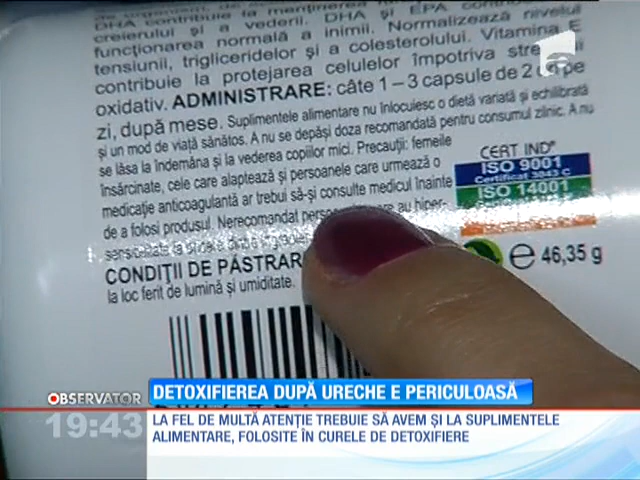 DHA contribuie la menținerea
creierului și a vederii. DHA și EPA
funcționarea normală a inimii. Normalizează nivelul
tensiunii, trigliceridelor și a colesterolului. Vitamina E
contribuie la protejarea celulelor împotriva
oxidativ. ADMINISTRARE: câte 1–3 capsule de 2 pe
zi, după mese. Suplimentele alimentare nu înlocuiesc o dietă variată și echilibrată
și un mod de viață sănătos. A nu se depăși doza recomandată pentru consumul zilnic. A nu
se lăsa la îndemâna și la vederea copiilor mici. Precauții: femeile
însărcinate, cele care alaptează și persoanele care urmează o
medicație anticoagulantă ar trebui să-și consulte medicul înainte
de a folosi produsul. Nerecomandat au hiper-
CONDIȚII DE PĂSTRAR
la loc ferit de lumină și umiditate.
CERT IND®
ISO 9001
Certificat 3043 C
ISO 14001
e 46,35 g
OBSERVATOR
DETOXIFIEREA DUPĂ URECHE E PERICULOASĂ
19:43
LA FEL DE MULTĂ ATENȚIE TREBUIE SĂ AVEM ȘI LA SUPLIMENTELE
ALIMENTARE, FOLOSITE ÎN CURELE DE DETOXIFIERE